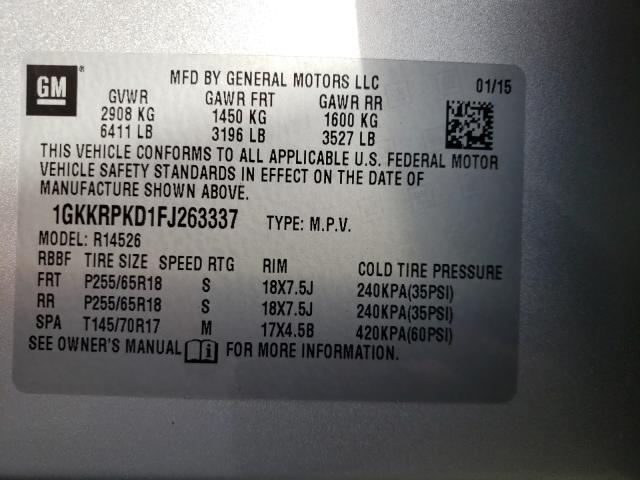 GM
MFD BY GENERAL MOTORS LLC 01/15
GVWR GAWR FRT GAWR RR
2908 KG 1450 KG 1600 KG
6411 LB 3196 LB 3527 LB
THIS VEHICLE CONFORMS TO ALL APPLICABLE U.S. FEDERAL MOTOR
VEHICLE SAFETY STANDARDS IN EFFECT ON THE DATE OF
MANUFACTURE SHOWN ABOVE.
1GKKRPKD1FJ263337 TYPE: M.P.V.
MODEL: R14526
RBBF TIRE SIZE SPEED RTG RIM COLD TIRE PRESSURE
FRT P255/65R18 S 18X7.5J 240KPA(35PSI)
RR P255/65R18 S 18X7.5J 240KPA(35PSI)
SPA T145/70R17 M 17X4.5B 420KPA(60PSI)
SEE OWNER'S MANUAL FOR MORE INFORMATION.